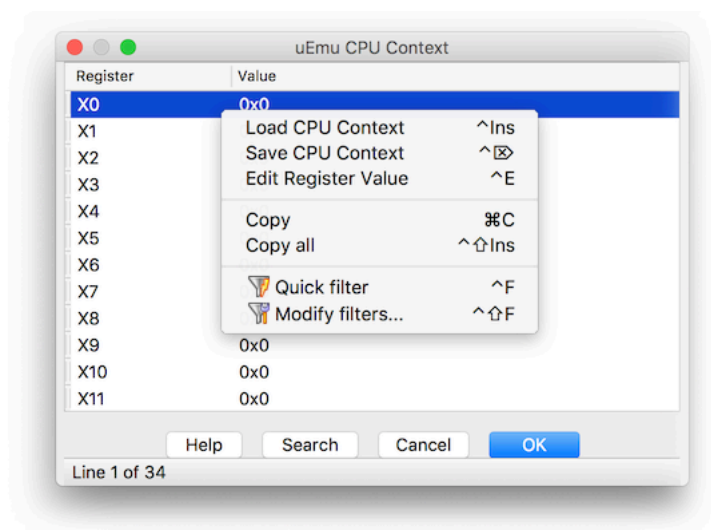 uEmu CPU Context
Register Value
X0 0x0
X1
Load CPU Context ^Ins
X2
Save CPU Context ^⌦
X3
Edit Register Value ^E
X4
Copy ⌘C
X5
Copy all ^⇧Ins
X6
X7
Quick filter ^F
X8
Modify filters... ^⇧F
X9 0x0
X10 0x0
X11 0x0
Help Search Cancel OK
Line 1 of 34